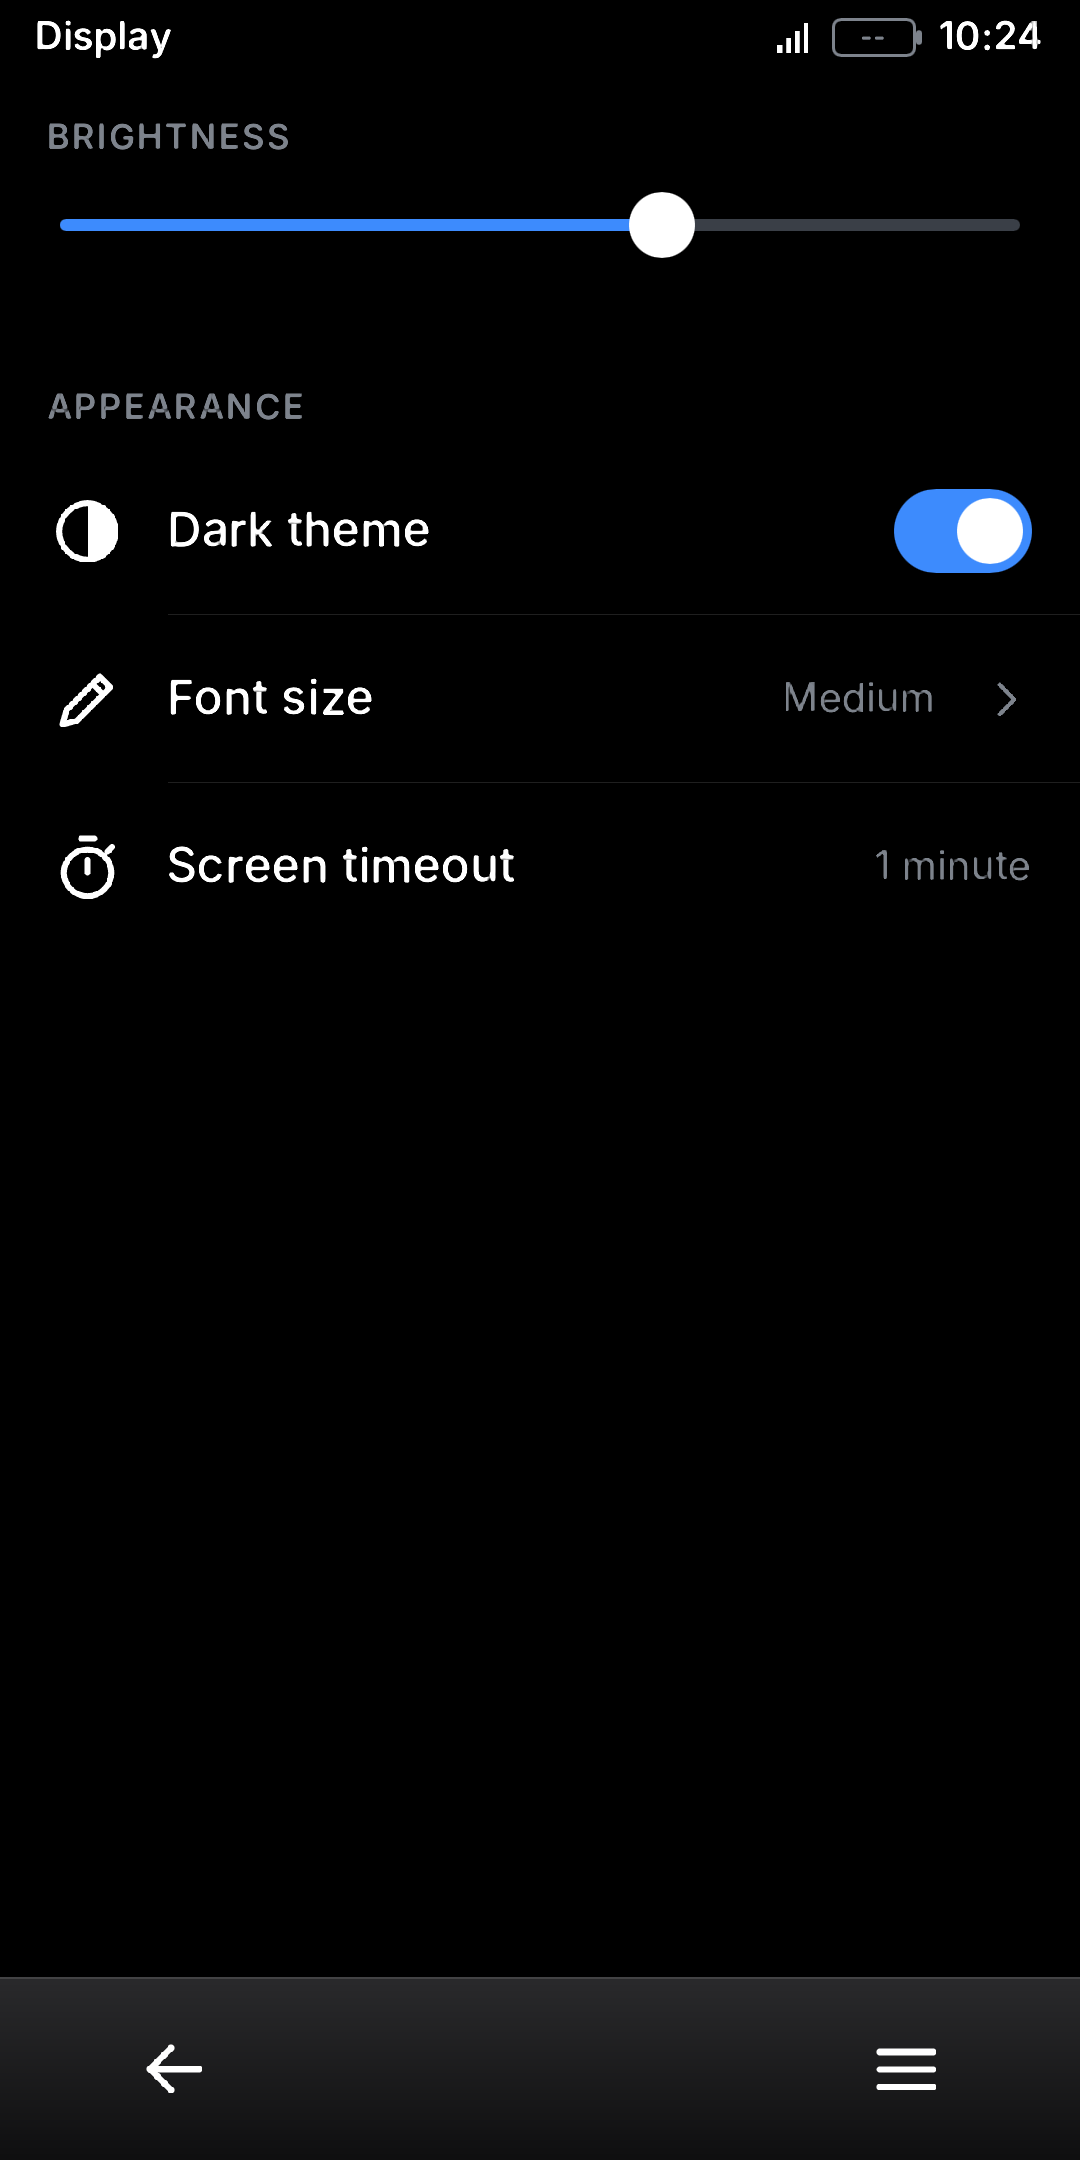 Display -- 10:24
BRIGHTNESS
APPEARANCE
Dark theme
Font size Medium
Screen timeout 1 minute